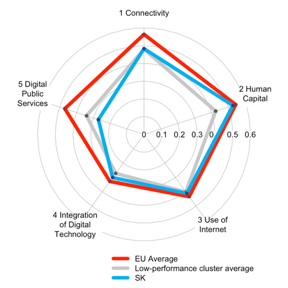 1 Connectivity
2 Human
Capital
5 Digital
Public
Services
0 0.1 0.2 0.3 0.4 0.5 0.6
4 Integration
of Digital
Technology
3 Use of
Internet
EU Average
Low-performance cluster average
SK